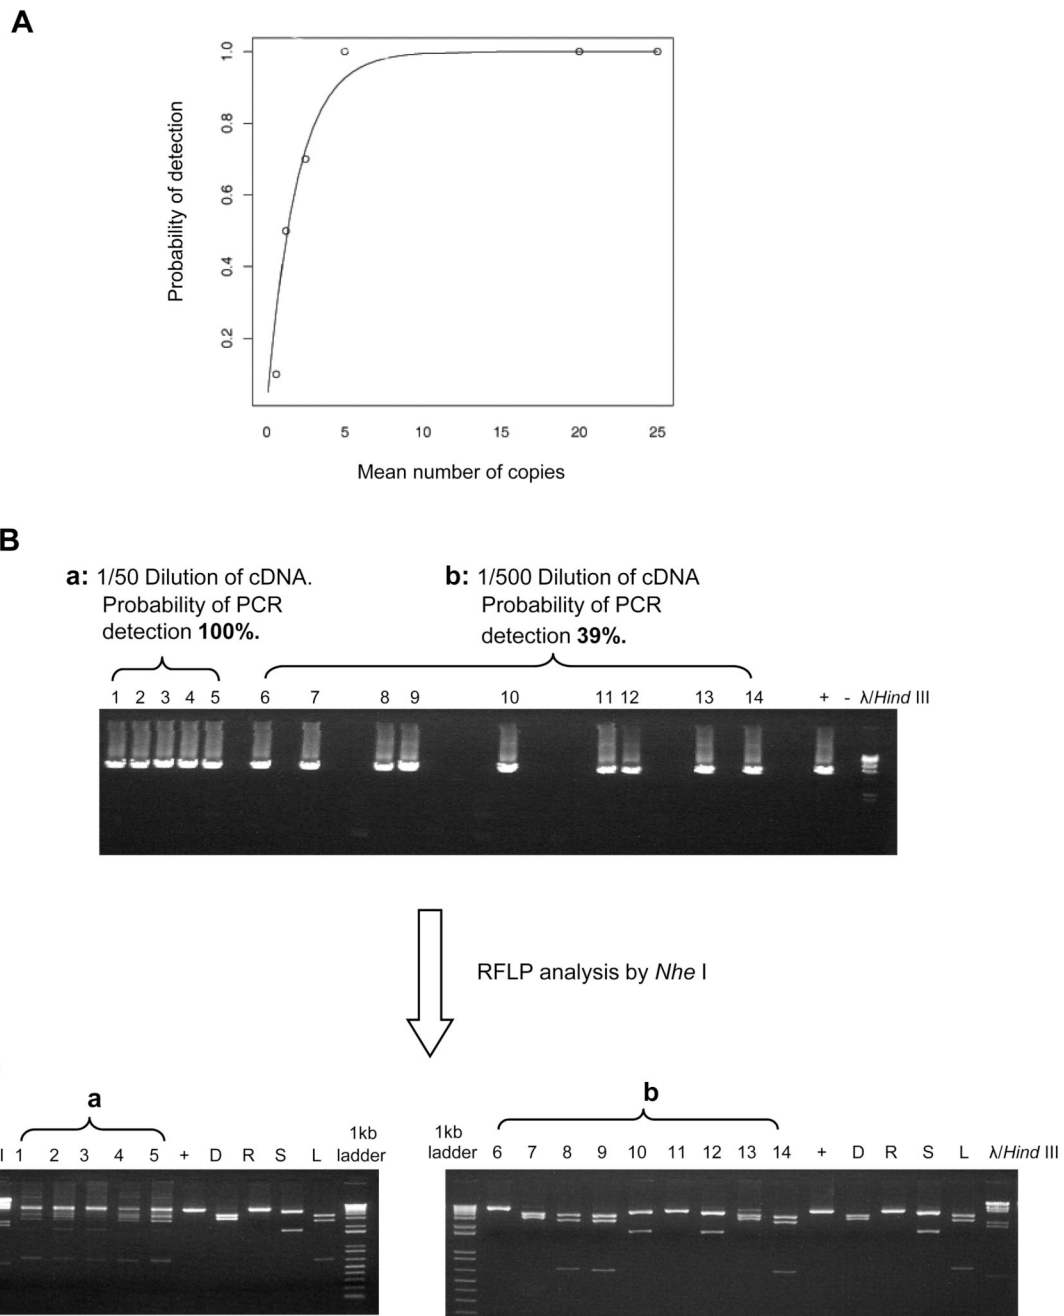 A
Probability of detection
1.0
0.8
0.6
0.4
0.2
0 5 10 15 20 25
Mean number of copies
B
a: 1/50 Dilution of cDNA.
Probability of PCR
detection 100%.
b: 1/500 Dilution of cDNA
Probability of PCR
detection 39%.
1 2 3 4 5 6 7 8 9 10 11 12 13 14 + - λ/Hind III
RFLP analysis by Nhe I
a
I 1 2 3 4 5 + D R S L 1kb
ladder
b
1kb
ladder 6 7 8 9 10 11 12 13 14 + D R S L λ/Hind III